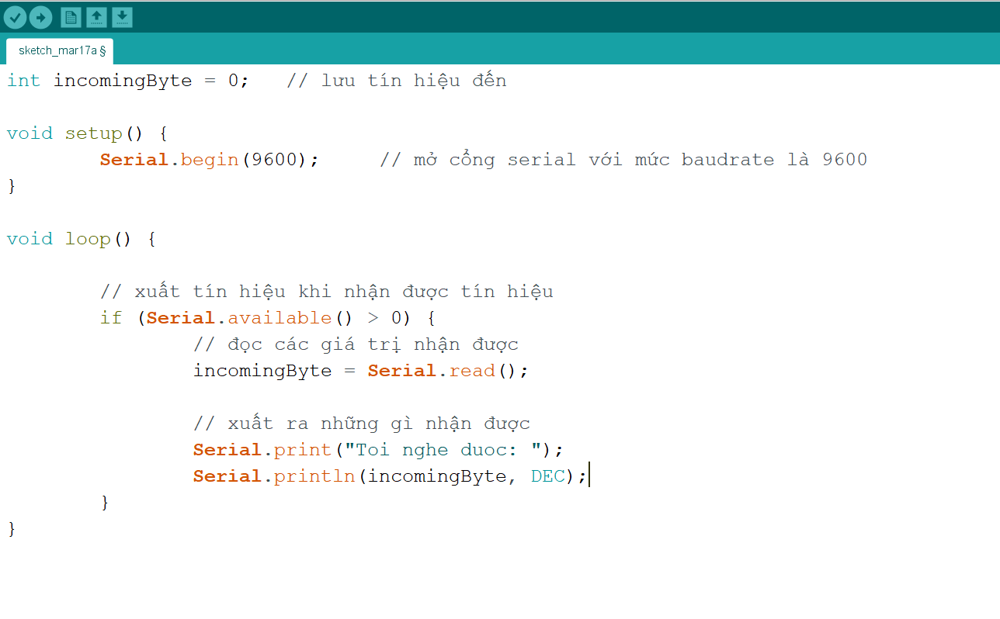 sketch_mar17a §
int incomingByte = 0;   // lưu tín hiệu đến
void setup() {
        Serial.begin(9600);     // mở cổng serial với mức baudrate là 9600
}
void loop() {
        // xuất tín hiệu khi nhận được tín hiệu
        if (Serial.available() > 0) {
                // đọc các giá trị nhận được
                incomingByte = Serial.read();
                // xuất ra những gì nhận được
                Serial.print("Toi nghe duoc: ");
                Serial.println(incomingByte, DEC);
        }
}